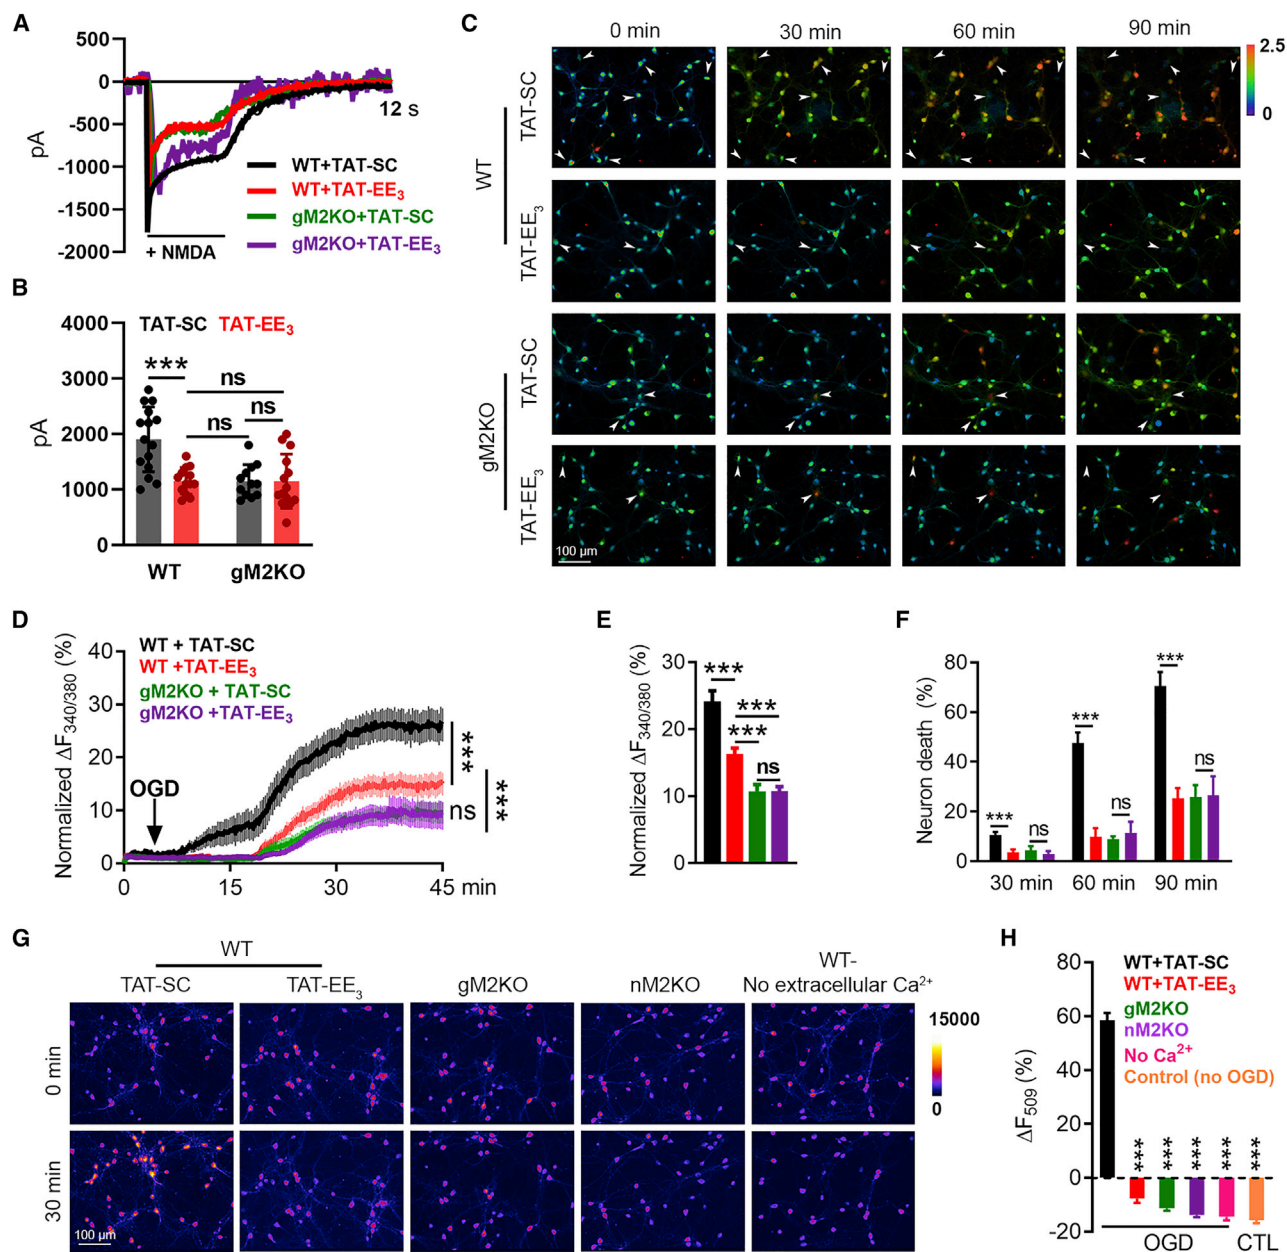 A
500
0
-500
-1000
-1500
-2000
pA
12 s
WT+TAT-SC
WT+TAT-EE3
gM2KO+TAT-SC
gM2KO+TAT-EE3
+ NMDA
B
4000
3000
2000
1000
0
pA
TAT-SC TAT-EE3
***
ns
ns
ns
WT gM2KO
C
0 min 30 min 60 min 90 min
2.5
0
WT
TAT-SC
TAT-EE3
gM2KO
TAT-SC
TAT-EE3
100 µm
D
Normalized ΔF340/380 (%)
40
30
20
10
0
WT + TAT-SC
WT +TAT-EE3
gM2KO + TAT-SC
gM2KO +TAT-EE3
OGD
***
ns
***
0 15 30 45 min
E
Normalized ΔF340/380 (%)
30
20
10
0
***
***
***
ns
F
Neuron death (%)
80
60
40
20
0
***
ns
***
ns
***
ns
30 min 60 min 90 min
G
WT
TAT-SC TAT-EE3 gM2KO nM2KO WT-
No extracellular Ca2+
0 min
30 min
100 µm
15000
0
H
ΔF509 (%)
80
60
40
20
0
-20
WT+TAT-SC
WT+TAT-EE3
gM2KO
nM2KO
No Ca2+
Control (no OGD)
*** *** *** *** ***
OGD CTL